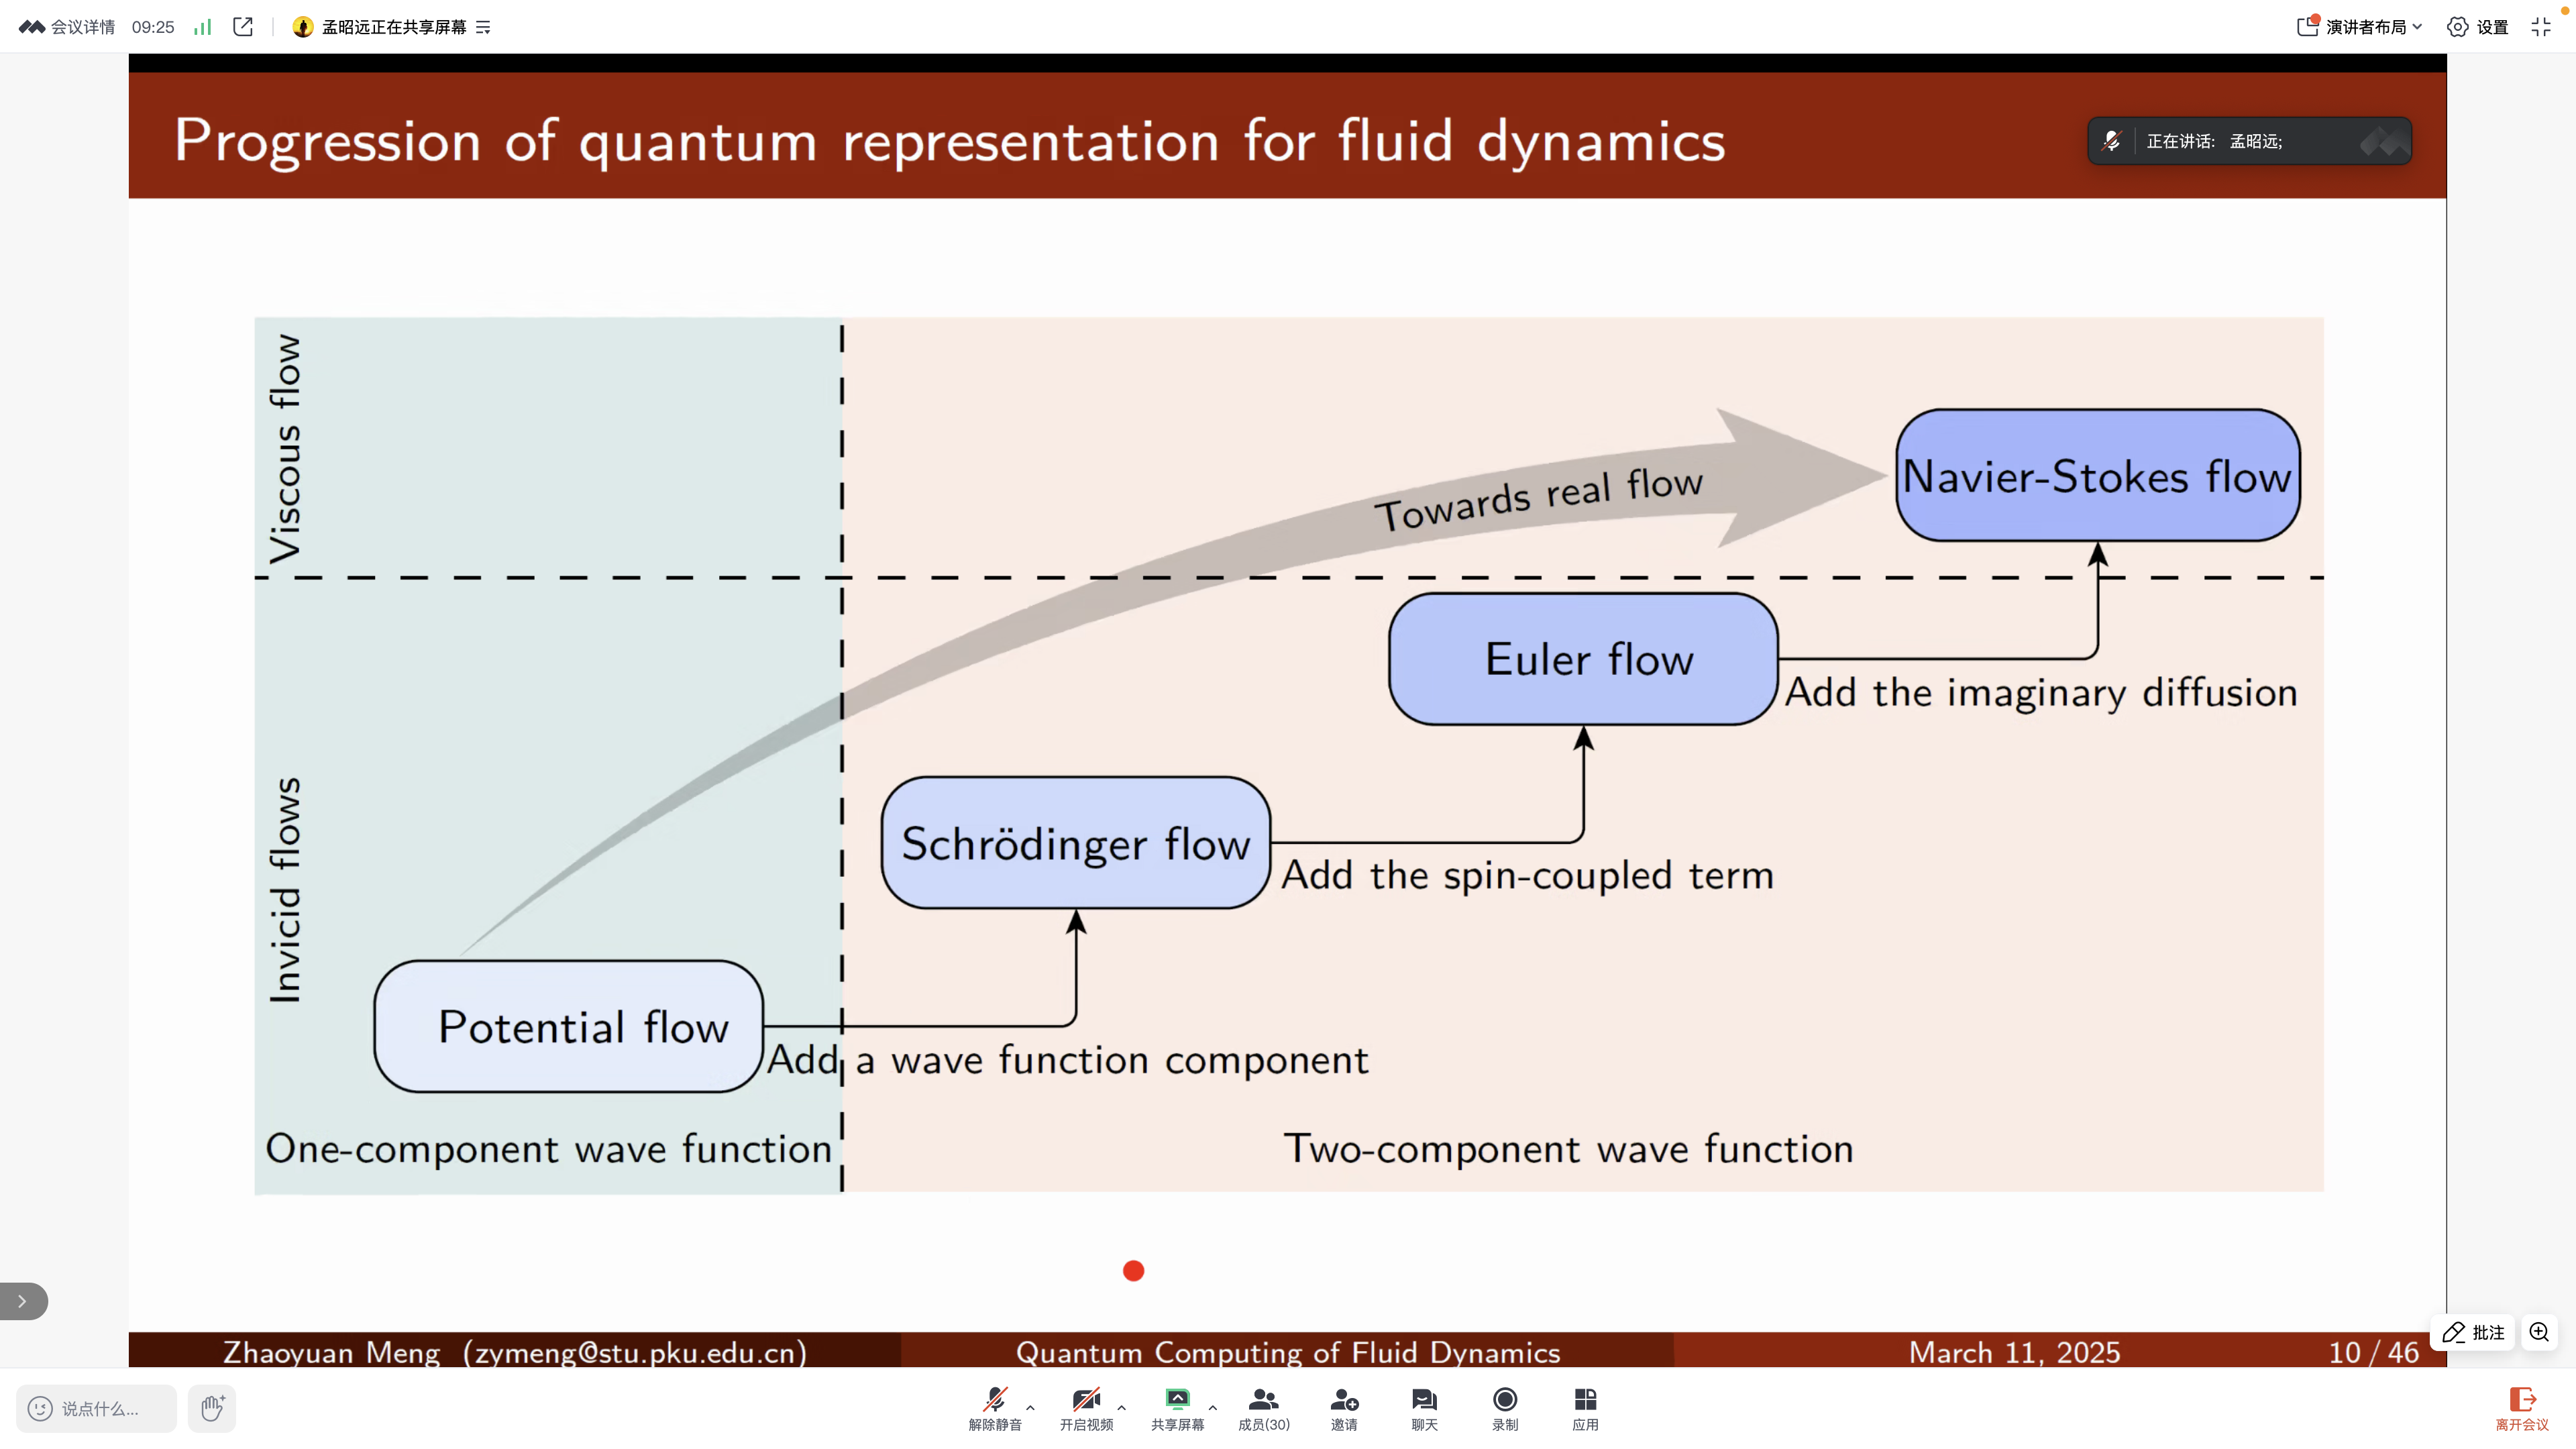 会议详情 09:25 孟昭远正在共享屏幕 演讲者布局 设置
Progression of quantum representation for fluid dynamics
正在讲话: 孟昭远;
Viscous flow
Towards real flow
Navier-Stokes flow
Euler flow
Add the imaginary diffusion
Invicid flows
Schrödinger flow
Add the spin-coupled term
Potential flow
Add a wave function component
One-component wave function
Two-component wave function
批注
Zhaoyuan Meng (zymeng@stu.pku.edu.cn) Quantum Computing of Fluid Dynamics March 11, 2025 10 / 46
说点什么... 解除静音 开启视频 共享屏幕 成员(30) 邀请 聊天 录制 应用 离开会议